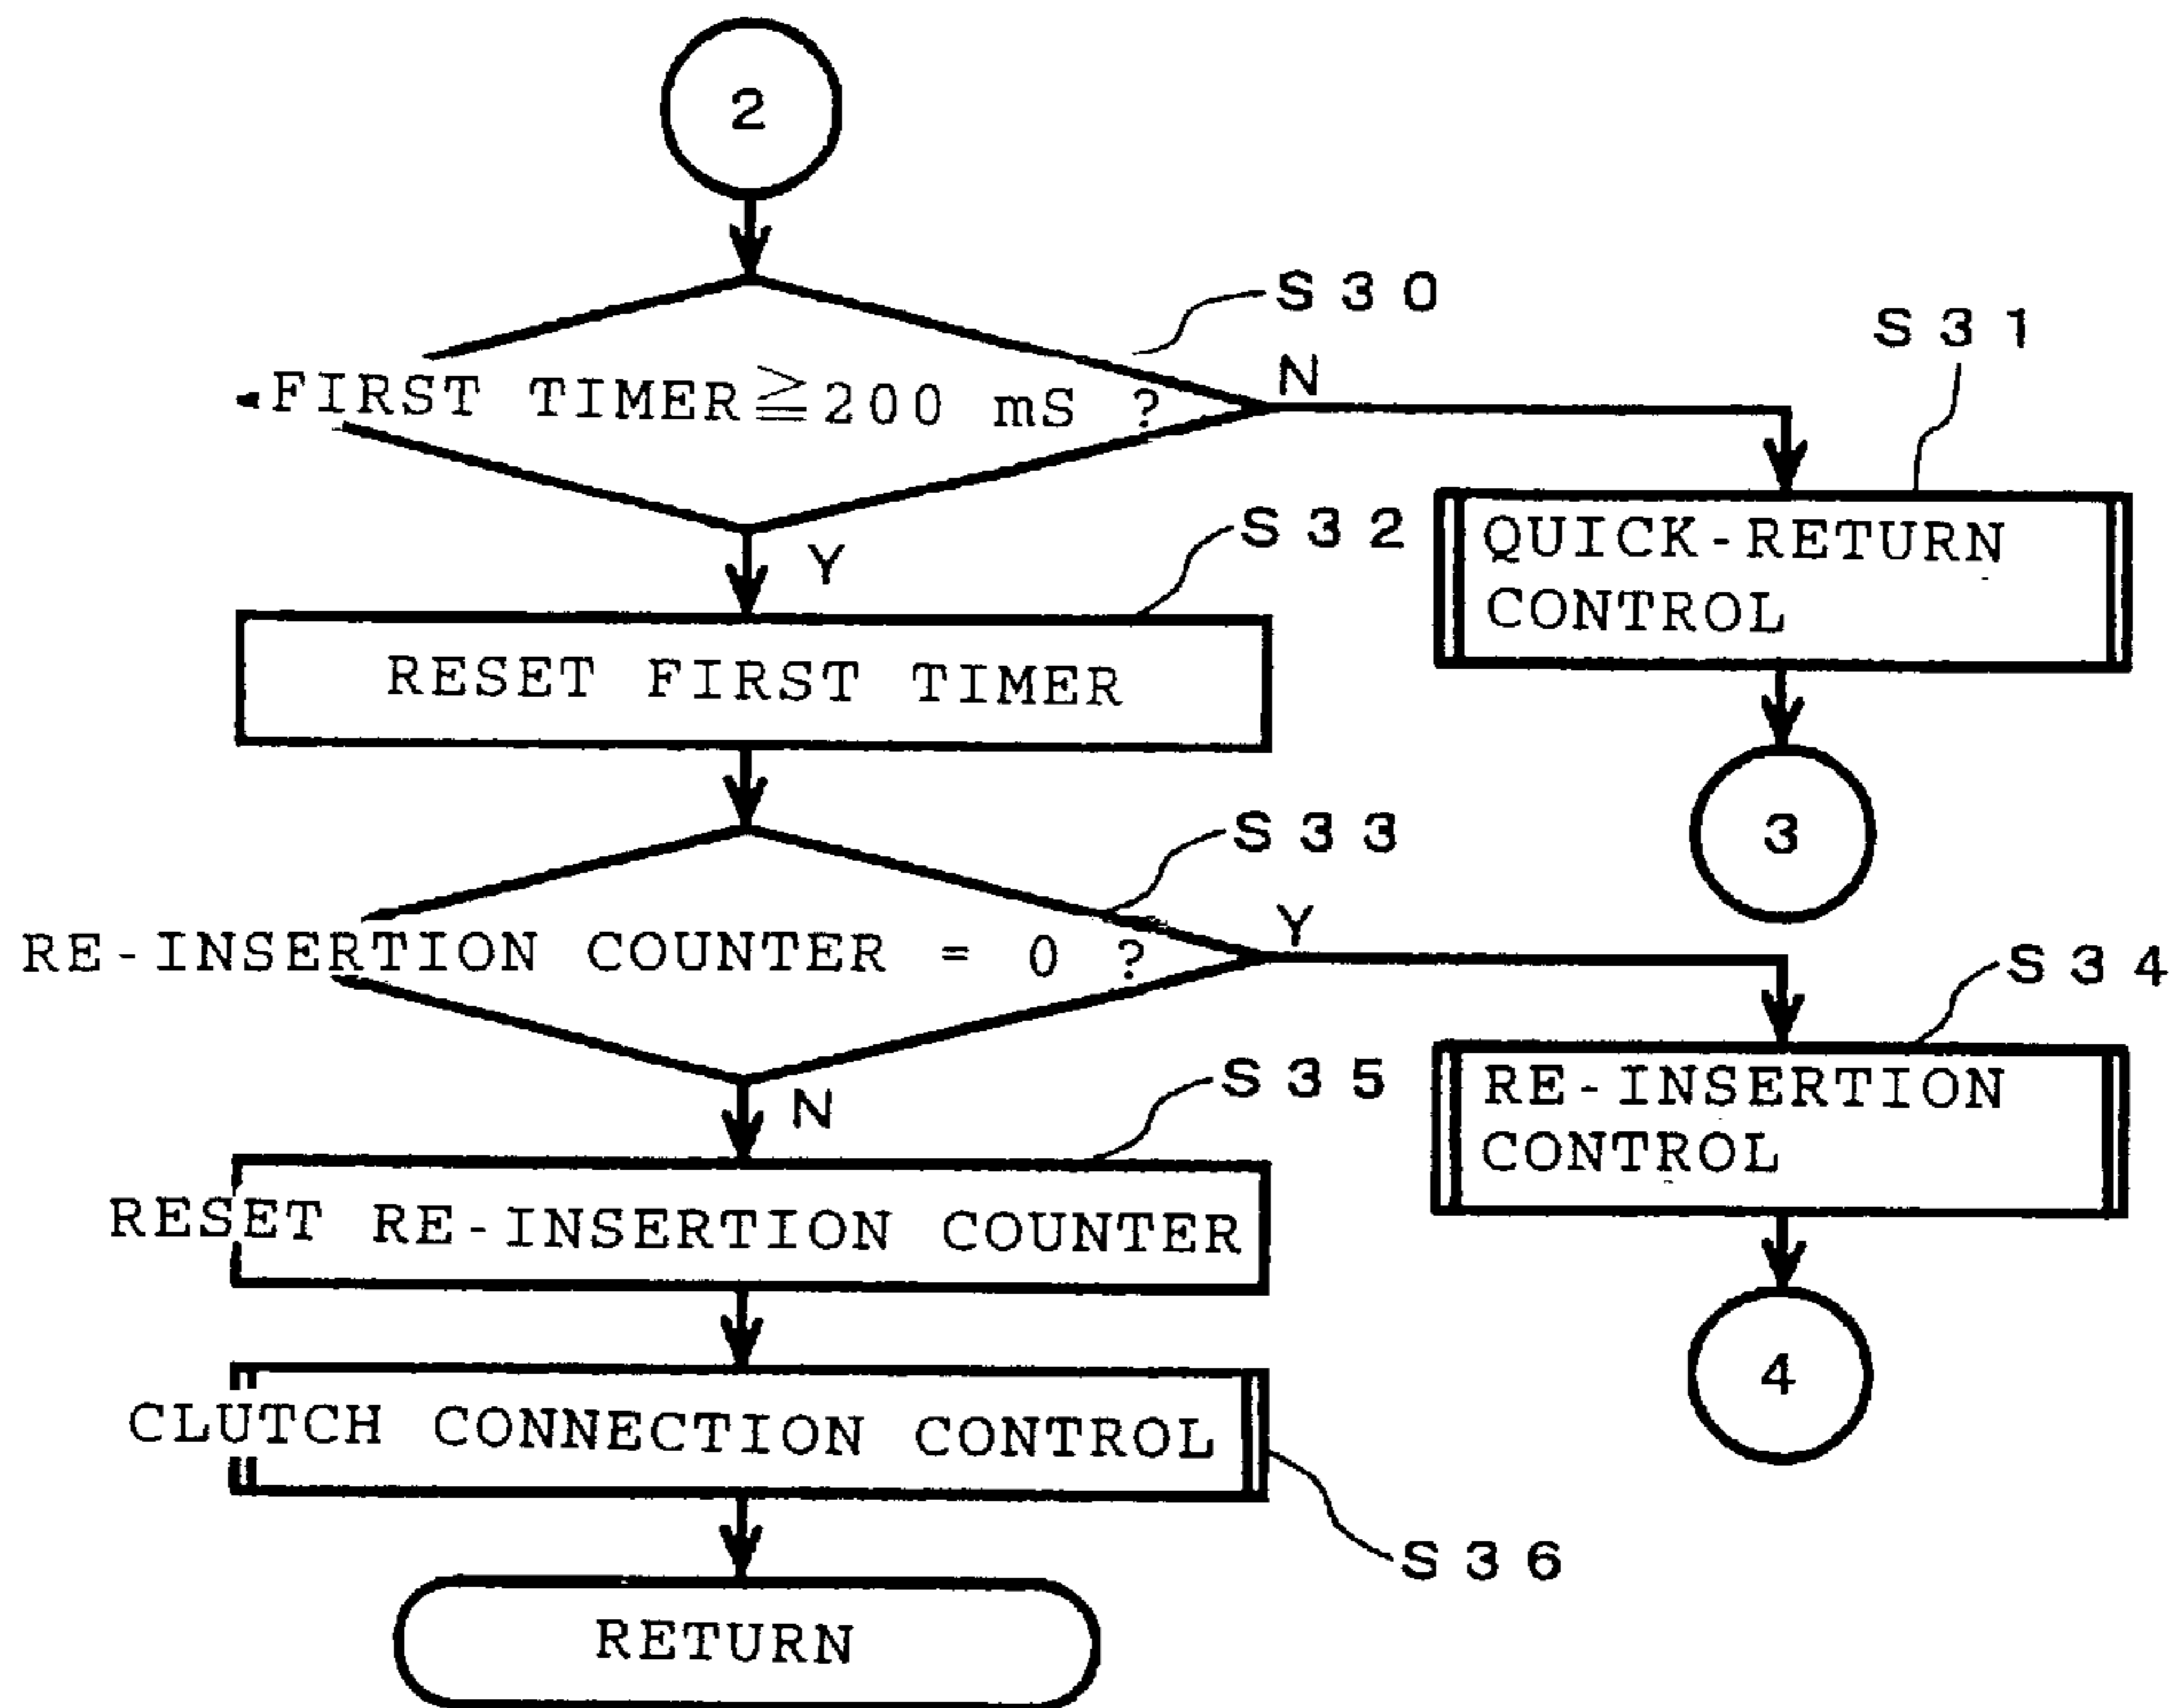 2
S30
FIRST TIMER≧200 mS ?
N
S31
QUICK-RETURN
CONTROL
3
Y
S32
RESET FIRST TIMER
S33
RE-INSERTION COUNTER = 0 ?
Y
S34
RE-INSERTION
CONTROL
4
N
S35
RESET RE-INSERTION COUNTER
CLUTCH CONNECTION CONTROL
S36
RETURN